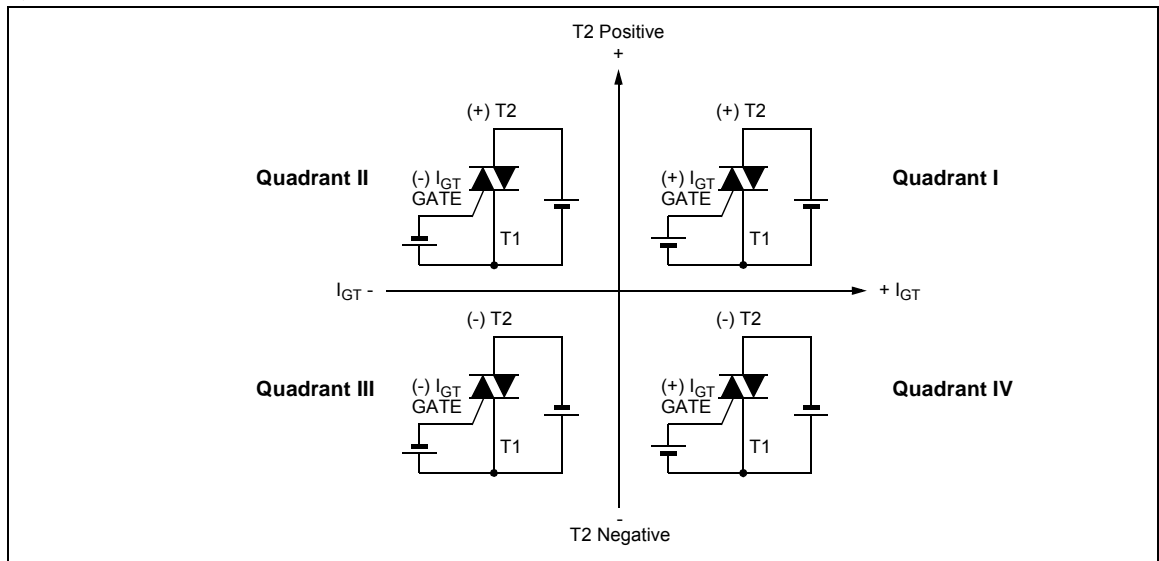 T2 Positive
+
(+) T2
(+) T2
Quadrant II
(-) IGT
GATE
T1
(+) IGT
GATE
T1
Quadrant I
IGT -
+ IGT
(-) T2
(-) T2
Quadrant III
(-) IGT
GATE
T1
(+) IGT
GATE
T1
Quadrant IV
-
T2 Negative